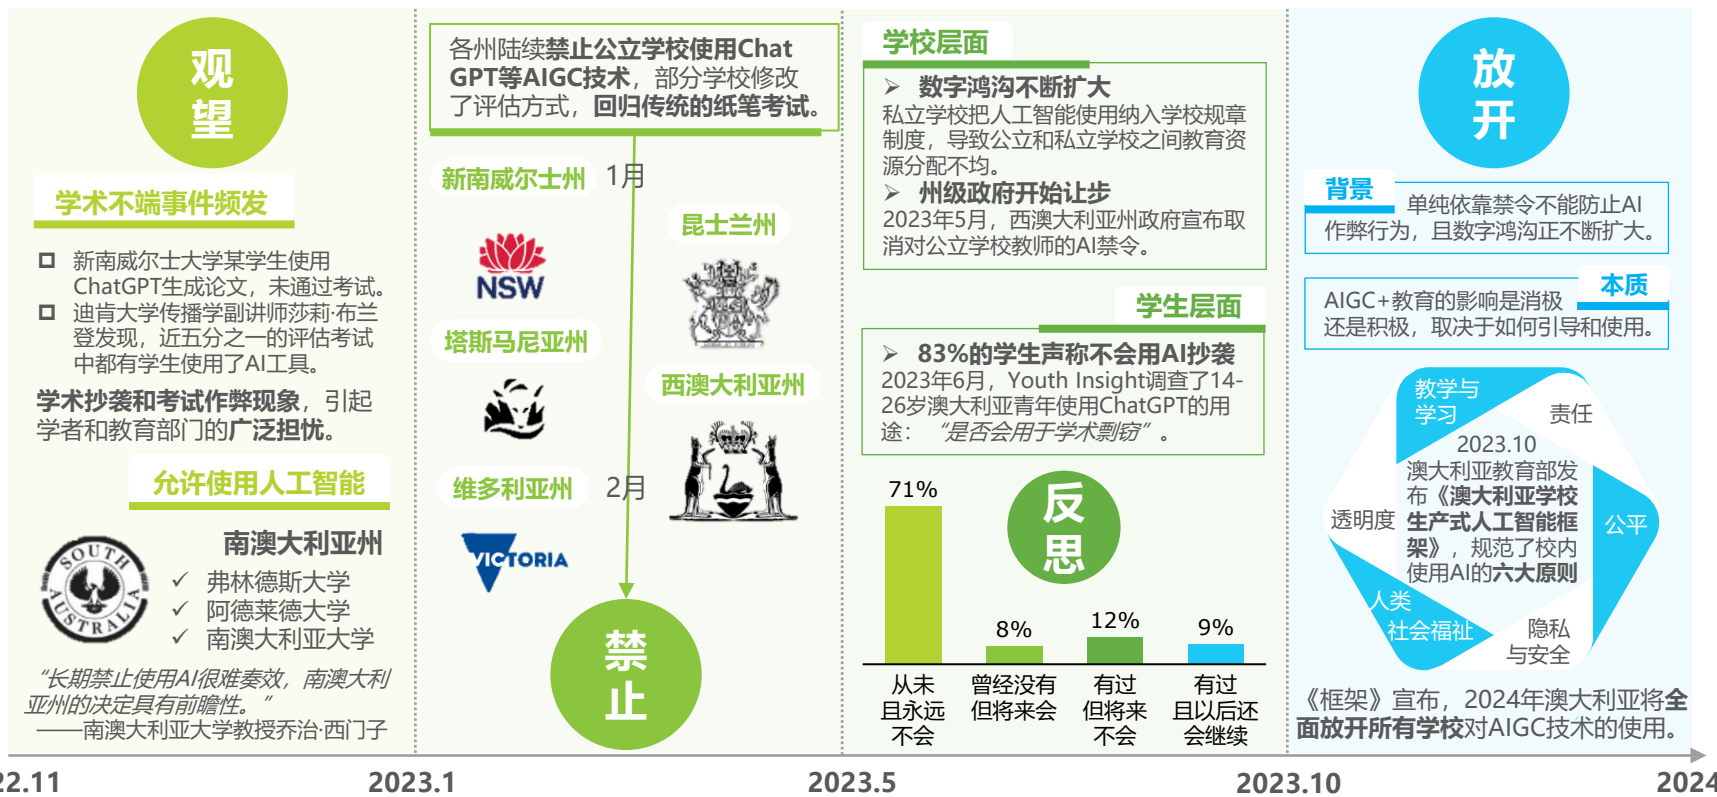 观
望
学术不端事件频发
新南威尔士大学某学生使用
ChatGPT生成论文，未通过考试。
迪肯大学传播学副讲师莎莉·布兰
登发现，近五分之一的评估考试
中都有学生使用了AI工具。
学术抄袭和考试作弊现象，引起
学者和教育部门的广泛担忧。
允许使用人工智能
SOUTH
AUSTRALIA
南澳大利亚州
✓ 弗林德斯大学
✓ 阿德莱德大学
✓ 南澳大利亚大学
“长期禁止使用AI很难奏效，南澳大利
亚州的决定具有前瞻性。”
——南澳大利亚大学教授乔治·西门子
各州陆续禁止公立学校使用Chat
GPT等AIGC技术，部分学校修改
了评估方式，回归传统的纸笔考试。
新南威尔士州 1月
NSW
昆士兰州
塔斯马尼亚州
西澳大利亚州
维多利亚州 2月
VICTORIA
禁
止
学校层面
➢ 数字鸿沟不断扩大
私立学校把人工智能使用纳入学校规章
制度，导致公立和私立学校之间教育资
源分配不均。
➢ 州级政府开始让步
2023年5月，西澳大利亚州政府宣布取
消对公立学校教师的AI禁令。
学生层面
➢ 83%的学生声称不会用AI抄袭
2023年6月，Youth Insight调查了14-
26岁澳大利亚青年使用ChatGPT的用
途：“是否会用于学术剽窃”。
反
思
71%
8%
12%
9%
从未
且永远
不会
曾经没有
但将来会
有过
但将来
不会
有过
且以后还
会继续
放
开
背景
单纯依靠禁令不能防止AI
作弊行为，且数字鸿沟正不断扩大。
本质
AIGC+教育的影响是消极
还是积极，取决于如何引导和使用。
教学与
学习
责任
公平
隐私
与安全
人类
社会福祉
透明度
2023.10
澳大利亚教育部发
布《澳大利亚学校
生产式人工智能框
架》，规范了校内
使用AI的六大原则
《框架》宣布，2024年澳大利亚将全
面放开所有学校对AIGC技术的使用。
22.11
2023.1
2023.5
2023.10
2024